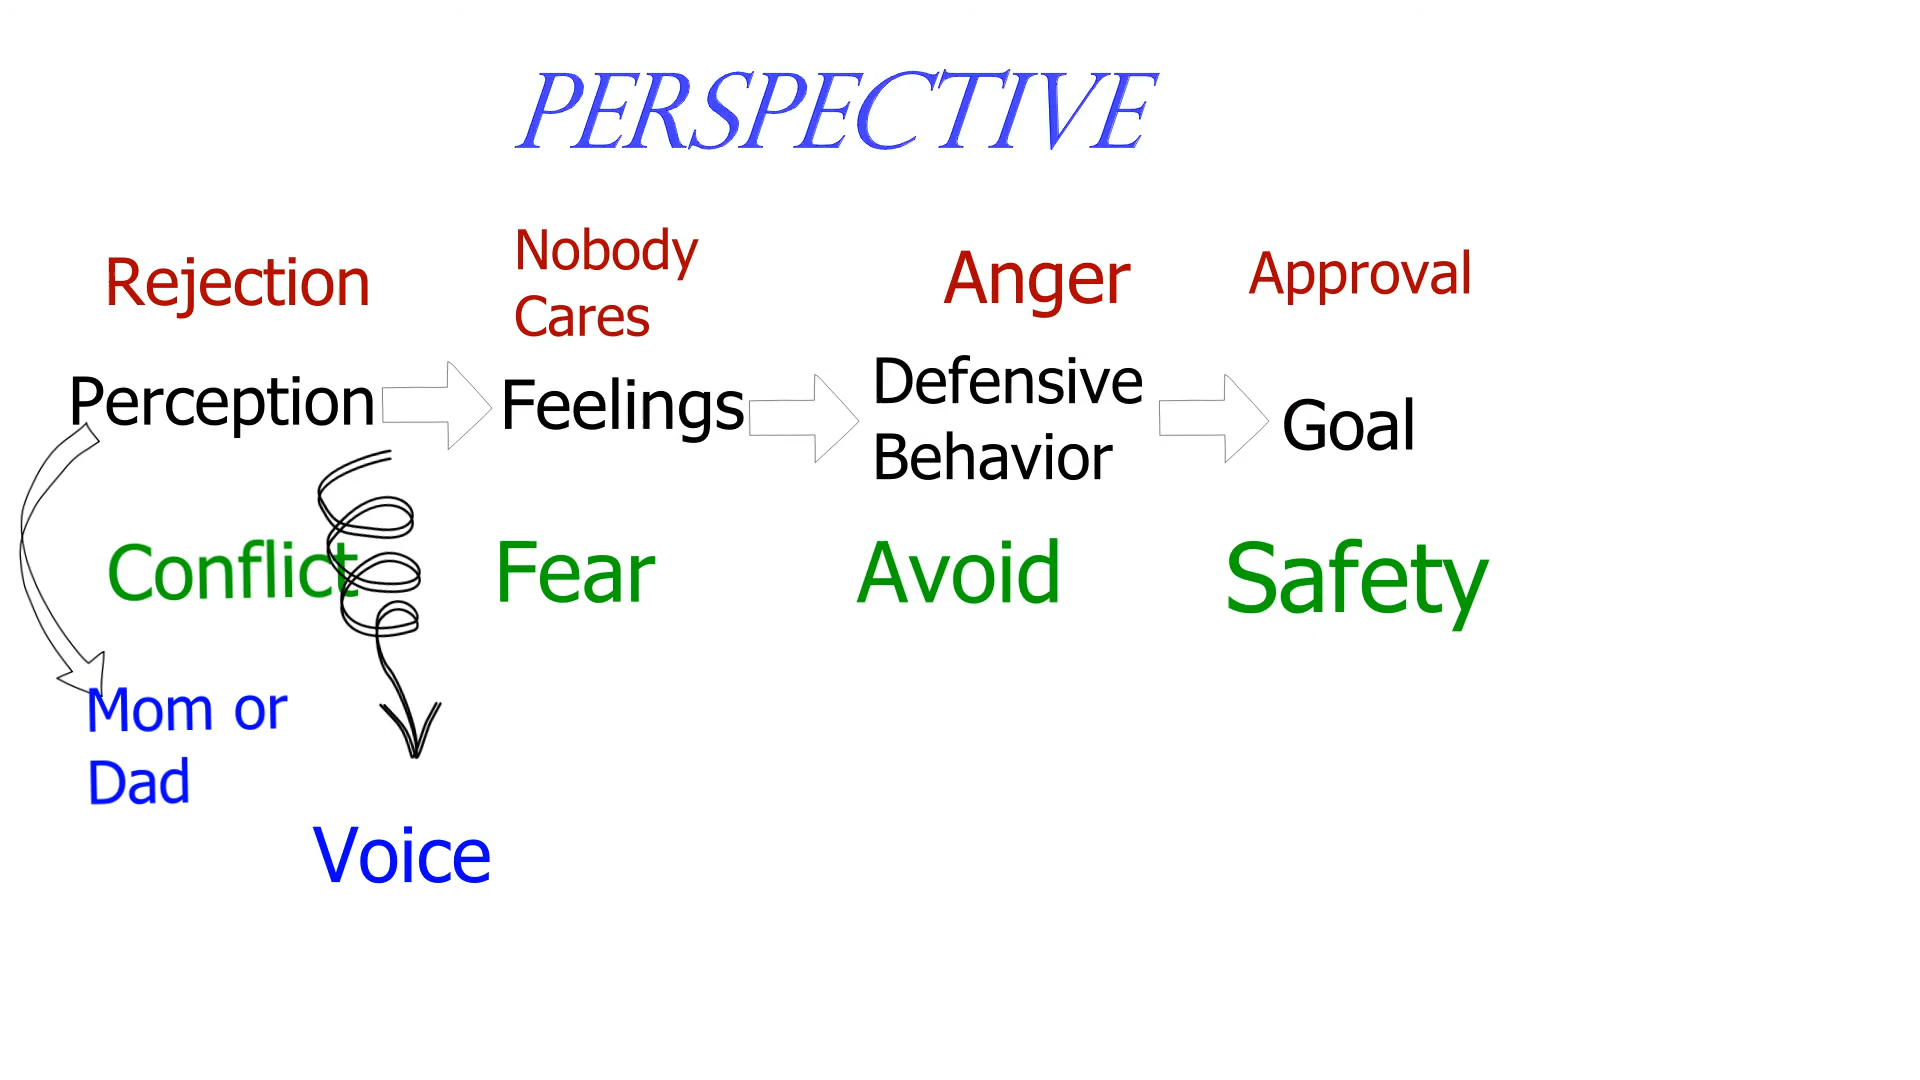 PERSPECTIVE
Rejection
Nobody
Cares
Anger
Approval
Perception
Feelings
Defensive
Behavior
Goal
Conflict
Fear
Avoid
Safety
Mom or
Dad
Voice